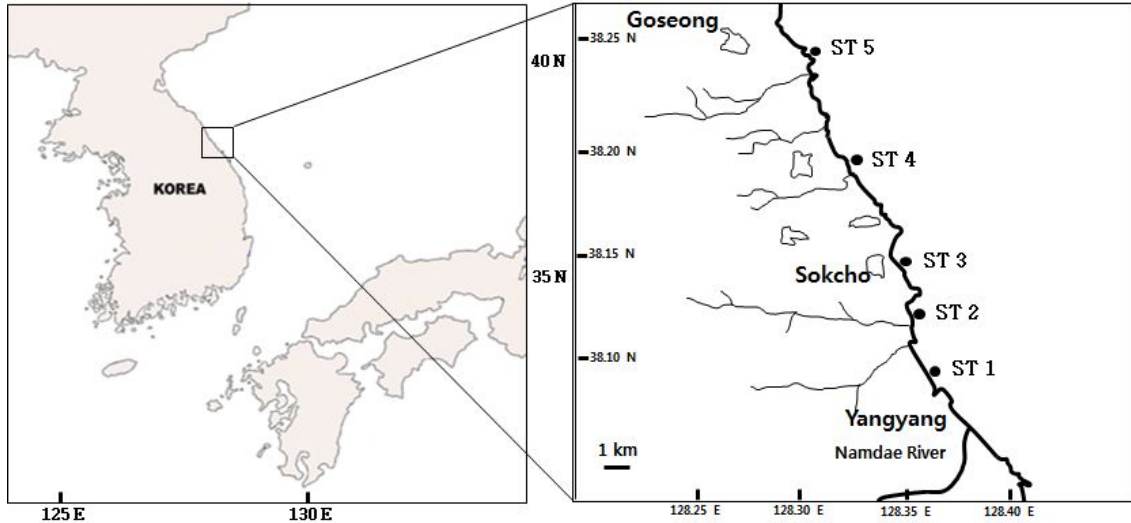 KOREA
40 N
35 N
125 E
130 E
Goseong
38.25 N
ST 5
38.20 N
ST 4
38.15 N
Sokcho
ST 3
ST 2
38.10 N
ST 1
Yangyang
1 km
Namdae River
128.25 E
128.30
128.35
128.40